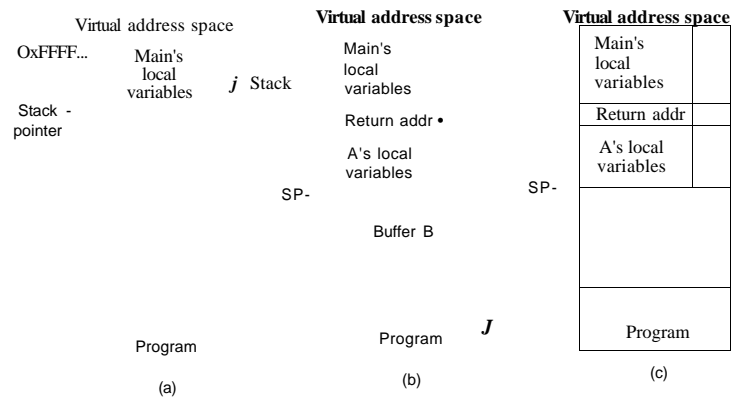 Virtual address space
OxFFFF...
Main's
local
variables
j Stack
Stack -
pointer
Program
(a)
Virtual address space
Main's
local
variables
Return addr •
A's local
variables
SP-
Buffer B
Program
J
(b)
Virtual address space
Main's
local
variables
Return addr
A's local
variables
SP-
Program
(c)